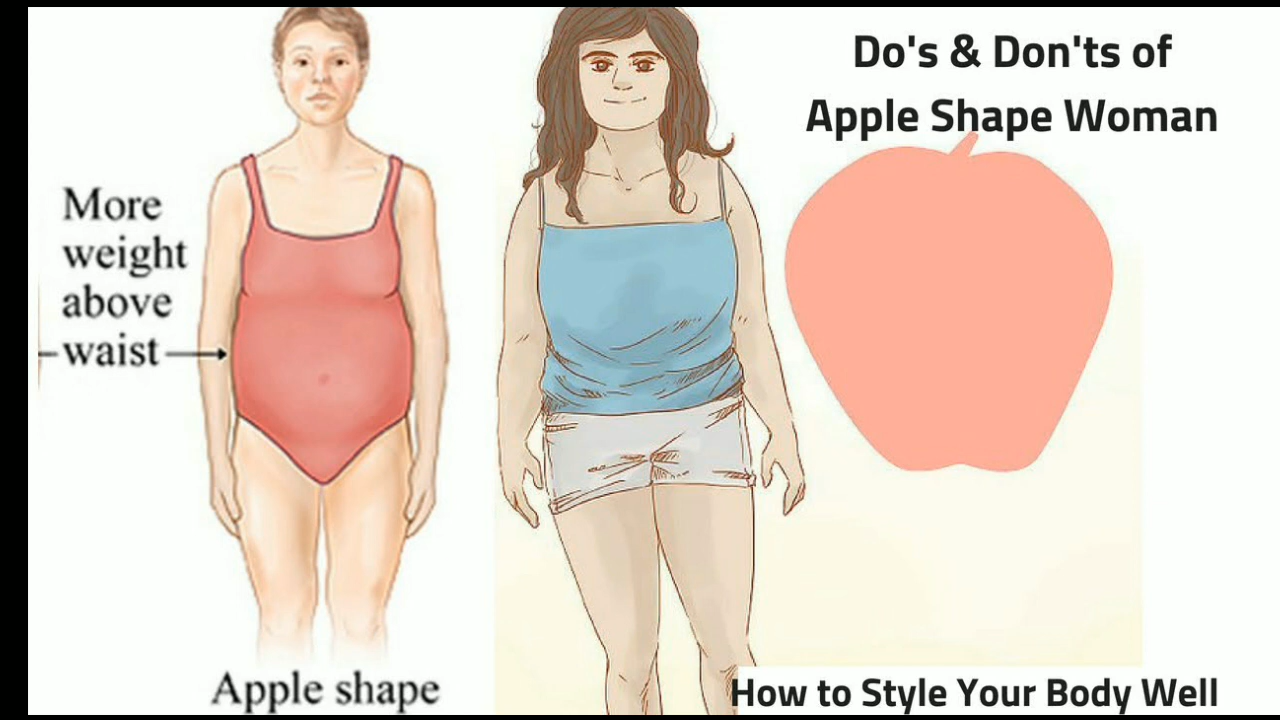 Do's & Don'ts of
Apple Shape Woman
More
weight
above
waist
Apple shape
How to Style Your Body Well